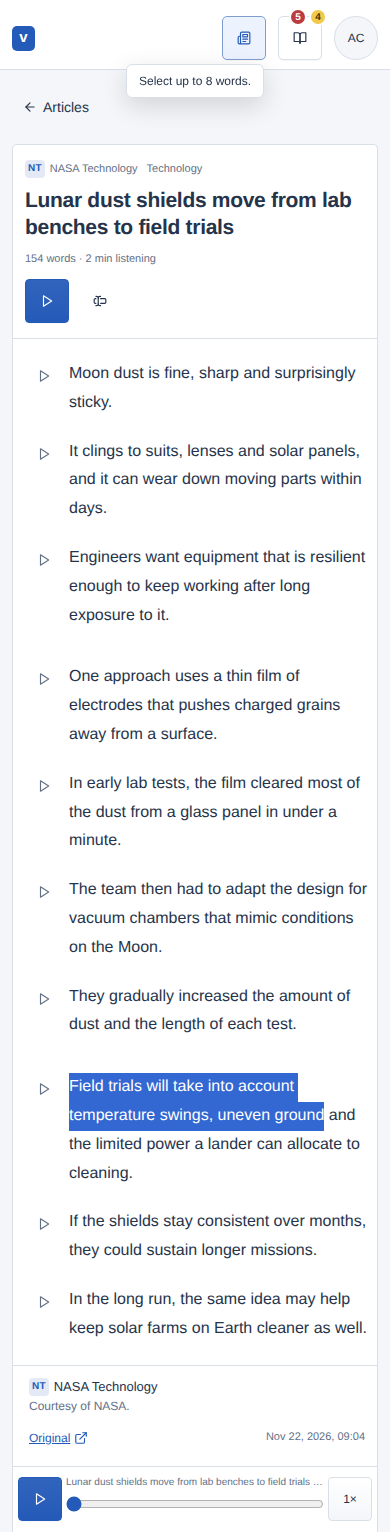 v
5
4
AC
Select up to 8 words.
Articles
NT NASA Technology Technology
Lunar dust shields move from lab
benches to field trials
154 words · 2 min listening
Moon dust is fine, sharp and surprisingly
sticky.
It clings to suits, lenses and solar panels,
and it can wear down moving parts within
days.
Engineers want equipment that is resilient
enough to keep working after long
exposure to it.
One approach uses a thin film of
electrodes that pushes charged grains
away from a surface.
In early lab tests, the film cleared most of
the dust from a glass panel in under a
minute.
The team then had to adapt the design for
vacuum chambers that mimic conditions
on the Moon.
They gradually increased the amount of
dust and the length of each test.
Field trials will take into account
temperature swings, uneven ground and
the limited power a lander can allocate to
cleaning.
If the shields stay consistent over months,
they could sustain longer missions.
In the long run, the same idea may help
keep solar farms on Earth cleaner as well.
NT NASA Technology
Courtesy of NASA.
Original
Nov 22, 2026, 09:04
Lunar dust shields move from lab benches to field trials …
1×